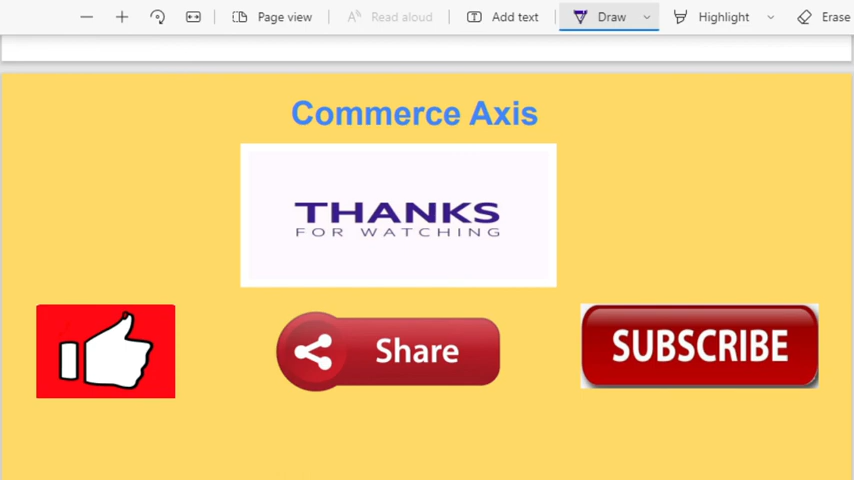 Page view
Read aloud
Add text
Draw
Highlight
Erase
Commerce Axis
THANKS
FOR WATCHING
Share
SUBSCRIBE